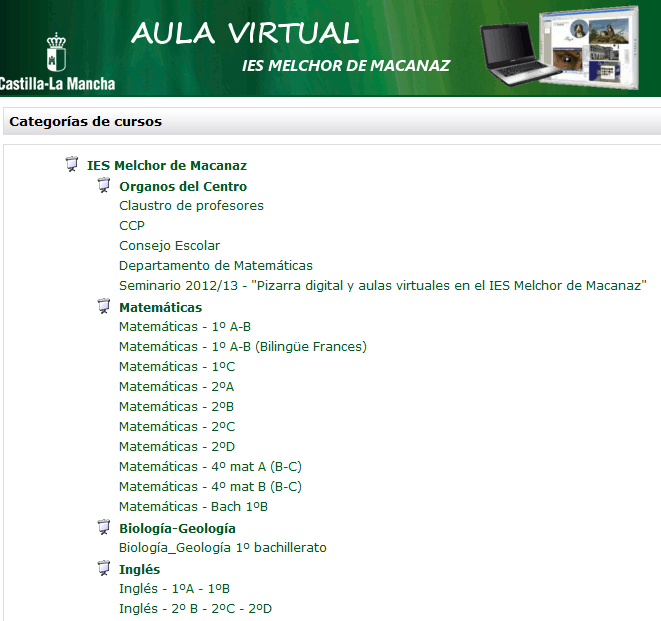 AULA VIRTUAL
IES MELCHOR DE MACANAZ
Castilla-La Mancha
Categorías de cursos
IES Melchor de Macanaz
Organos del Centro
Claustro de profesores
CCP
Consejo Escolar
Departamento de Matemáticas
Seminario 2012/13 - "Pizarra digital y aulas virtuales en el IES Melchor de Macanaz"
Matemáticas
Matemáticas - 1º A-B
Matemáticas - 1º A-B (Bilingüe Frances)
Matemáticas - 1ºC
Matemáticas - 2ºA
Matemáticas - 2ºB
Matemáticas - 2ºC
Matemáticas - 2ºD
Matemáticas - 4º mat A (B-C)
Matemáticas - 4º mat B (B-C)
Matemáticas - Bach 1ºB
Biología-Geología
Biología_Geología 1º bachillerato
Inglés
Inglés - 1ºA - 1ºB
Inglés - 2º B - 2ºC - 2ºD